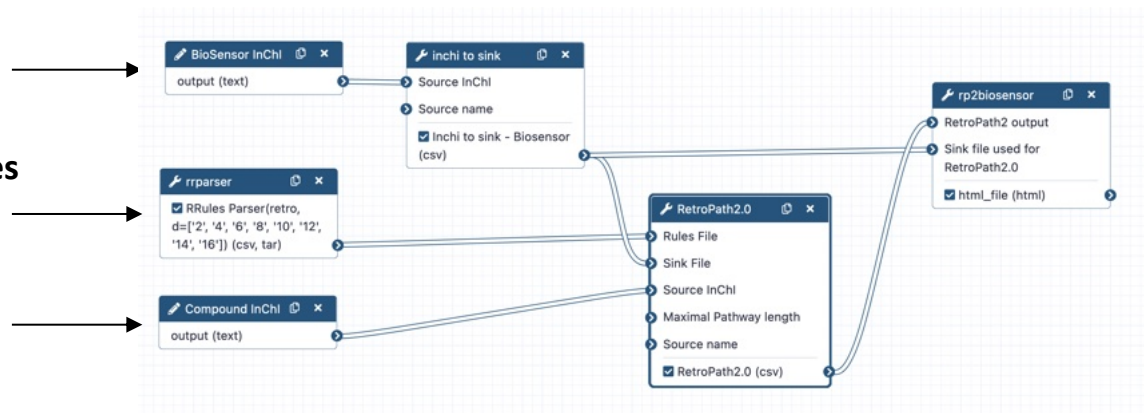 BioSensor InChI
output (text)
inchi to sink
Source InChI
Source name
Inchi to sink - Biosensor
(csv)
rp2biosensor
RetroPath2 output
Sink file used for
RetroPath2.0
html_file (html)
es
rrparser
RRules Parser(retro,
d=['2', '4', '6', '8', '10', '12',
'14', '16']) (csv, tar)
RetroPath2.0
Rules File
Sink File
Source InChI
Maximal Pathway length
Source name
RetroPath2.0 (csv)
Compound InChI
output (text)